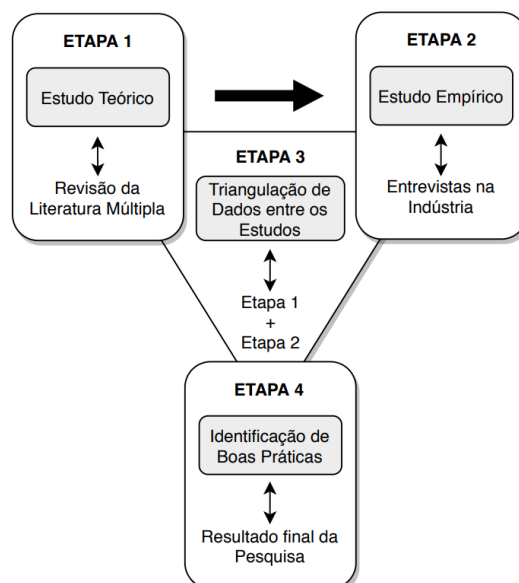 ETAPA 1
Estudo Teórico
Revisão da
Literatura Múltipla
ETAPA 2
Estudo Empírico
Entrevistas na
Indústria
ETAPA 3
Triangulação de
Dados entre os
Estudos
Etapa 1
+
Etapa 2
ETAPA 4
Identificação de
Boas Práticas
Resultado final da
Pesquisa